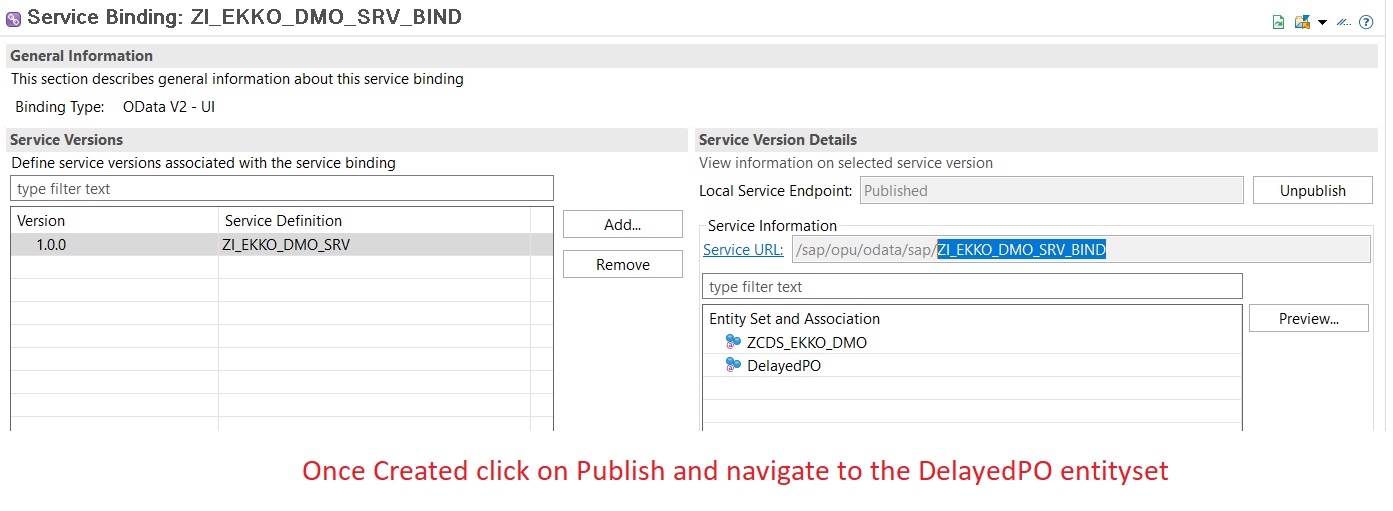 Service Binding: ZI_EKKO_DMO_SRV_BIND
General Information
This section describes general information about this service binding
Binding Type: OData V2 - UI
Service Versions
Define service versions associated with the service binding
type filter text
Version Service Definition
1.0.0 ZI_EKKO_DMO_SRV
Add...
Remove
Service Version Details
View information on selected service version
Local Service Endpoint: Published Unpublish
Service Information
Service URL: /sap/opu/odata/sap/ZI_EKKO_DMO_SRV_BIND
type filter text
Entity Set and Association Preview...
ZCDS_EKKO_DMO
DelayedPO
Once Created click on Publish and navigate to the DelayedPO entityset